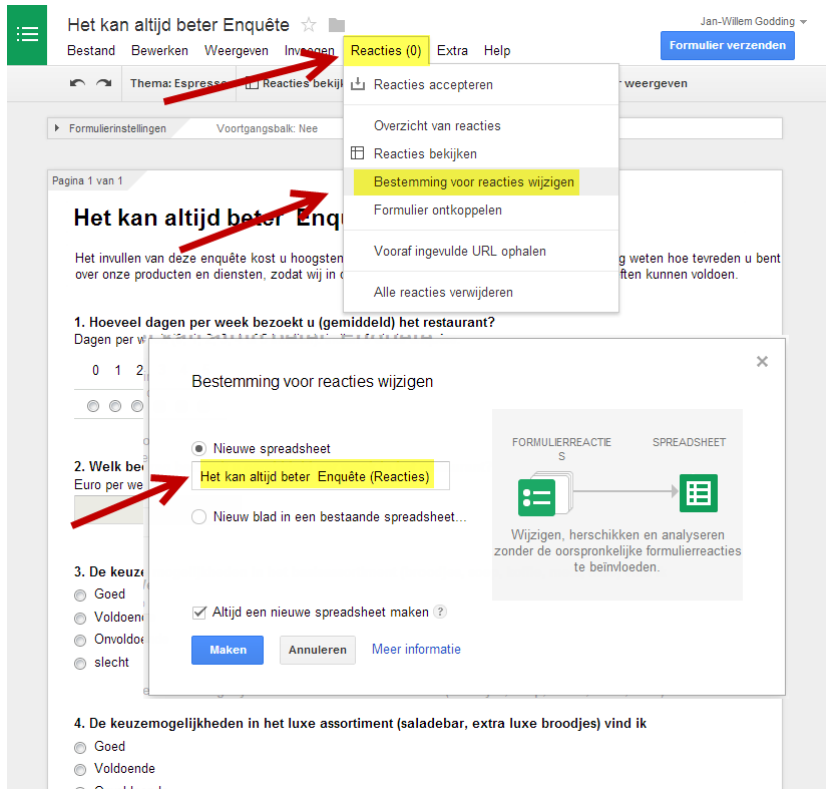 Het kan altijd beter Enquête
Jan-Willem Godding
Bestand Bewerken Weergeven Invoegen Reacties (0) Extra Help
Formulier verzenden
Thema: Espresso Reacties bekijk weergeven
Reacties accepteren
Overzicht van reacties
Reacties bekijken
Bestemming voor reacties wijzigen
Formulier ontkoppelen
Vooraf ingevulde URL ophalen
Alle reacties verwijderen
Formulierinstellingen Voortgangsbalk: Nee
Pagina 1 van 1
Het kan altijd beter Enq
Het invullen van deze enquête kost u hoogsten g weten hoe tevreden u bent
over onze producten en diensten, zodat wij in ften kunnen voldoen.
1. Hoeveel dagen per week bezoekt u (gemiddeld) het restaurant?
Dagen per w
0 1 2
2. Welk be
Euro per we
3. De keuz
Goed
Voldoen
Onvoldoe
slecht
Bestemming voor reacties wijzigen
Nieuwe spreadsheet
Het kan altijd beter Enquête (Reacties)
Nieuw blad in een bestaande spreadsheet...
FORMULIERREACTIE SPREADSHEET
S
Wijzigen, herschikken en analyseren
zonder de oorspronkelijke formulierreacties
te beïnvloeden.
Altijd een nieuwe spreadsheet maken ?
Maken Annuleren Meer informatie
4. De keuzemogelijkheden in het luxe assortiment (saladebar, extra luxe broodjes) vind ik
Goed
Voldoende